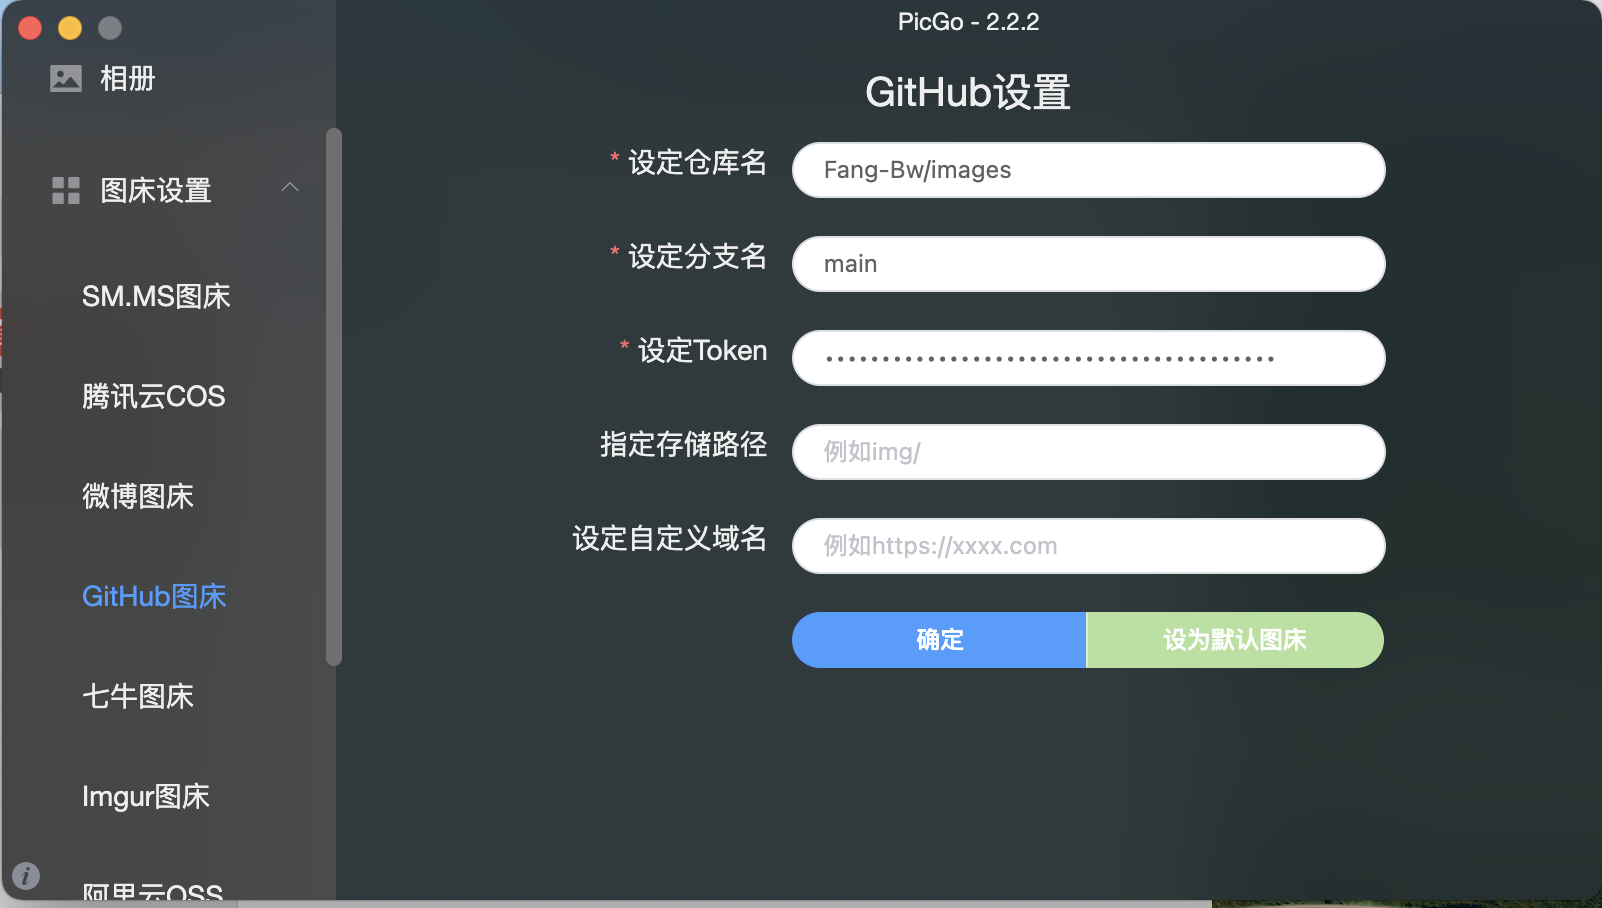 PicGo - 2.2.2
相册
图床设置
SM.MS图床
腾讯云COS
微博图床
GitHub图床
七牛图床
Imgur图床
阿里云OSS
GitHub设置
* 设定仓库名
Fang-Bw/images
* 设定分支名
main
* 设定Token
••••••••••••••••••••••••••••••••••••••••
指定存储路径
例如img/
设定自定义域名
例如https://xxxx.com
确定
设为默认图床